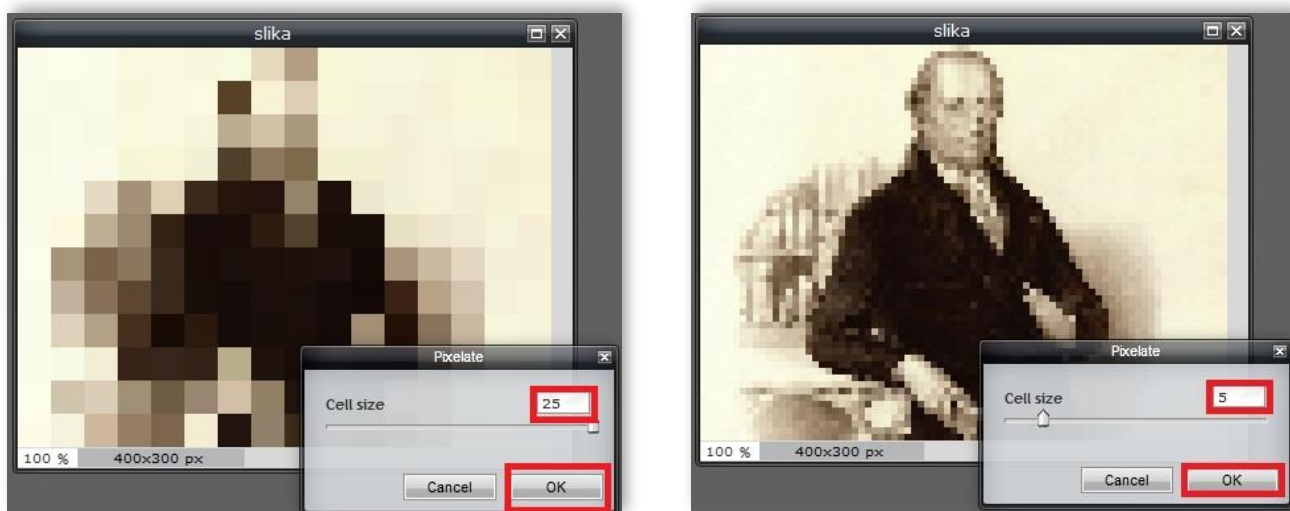 slika
Pixelate
Cell size
25
100 %
400x300 px
Cancel
OK
slika
Pixelate
Cell size
5
100 %
400x300 px
Cancel
OK